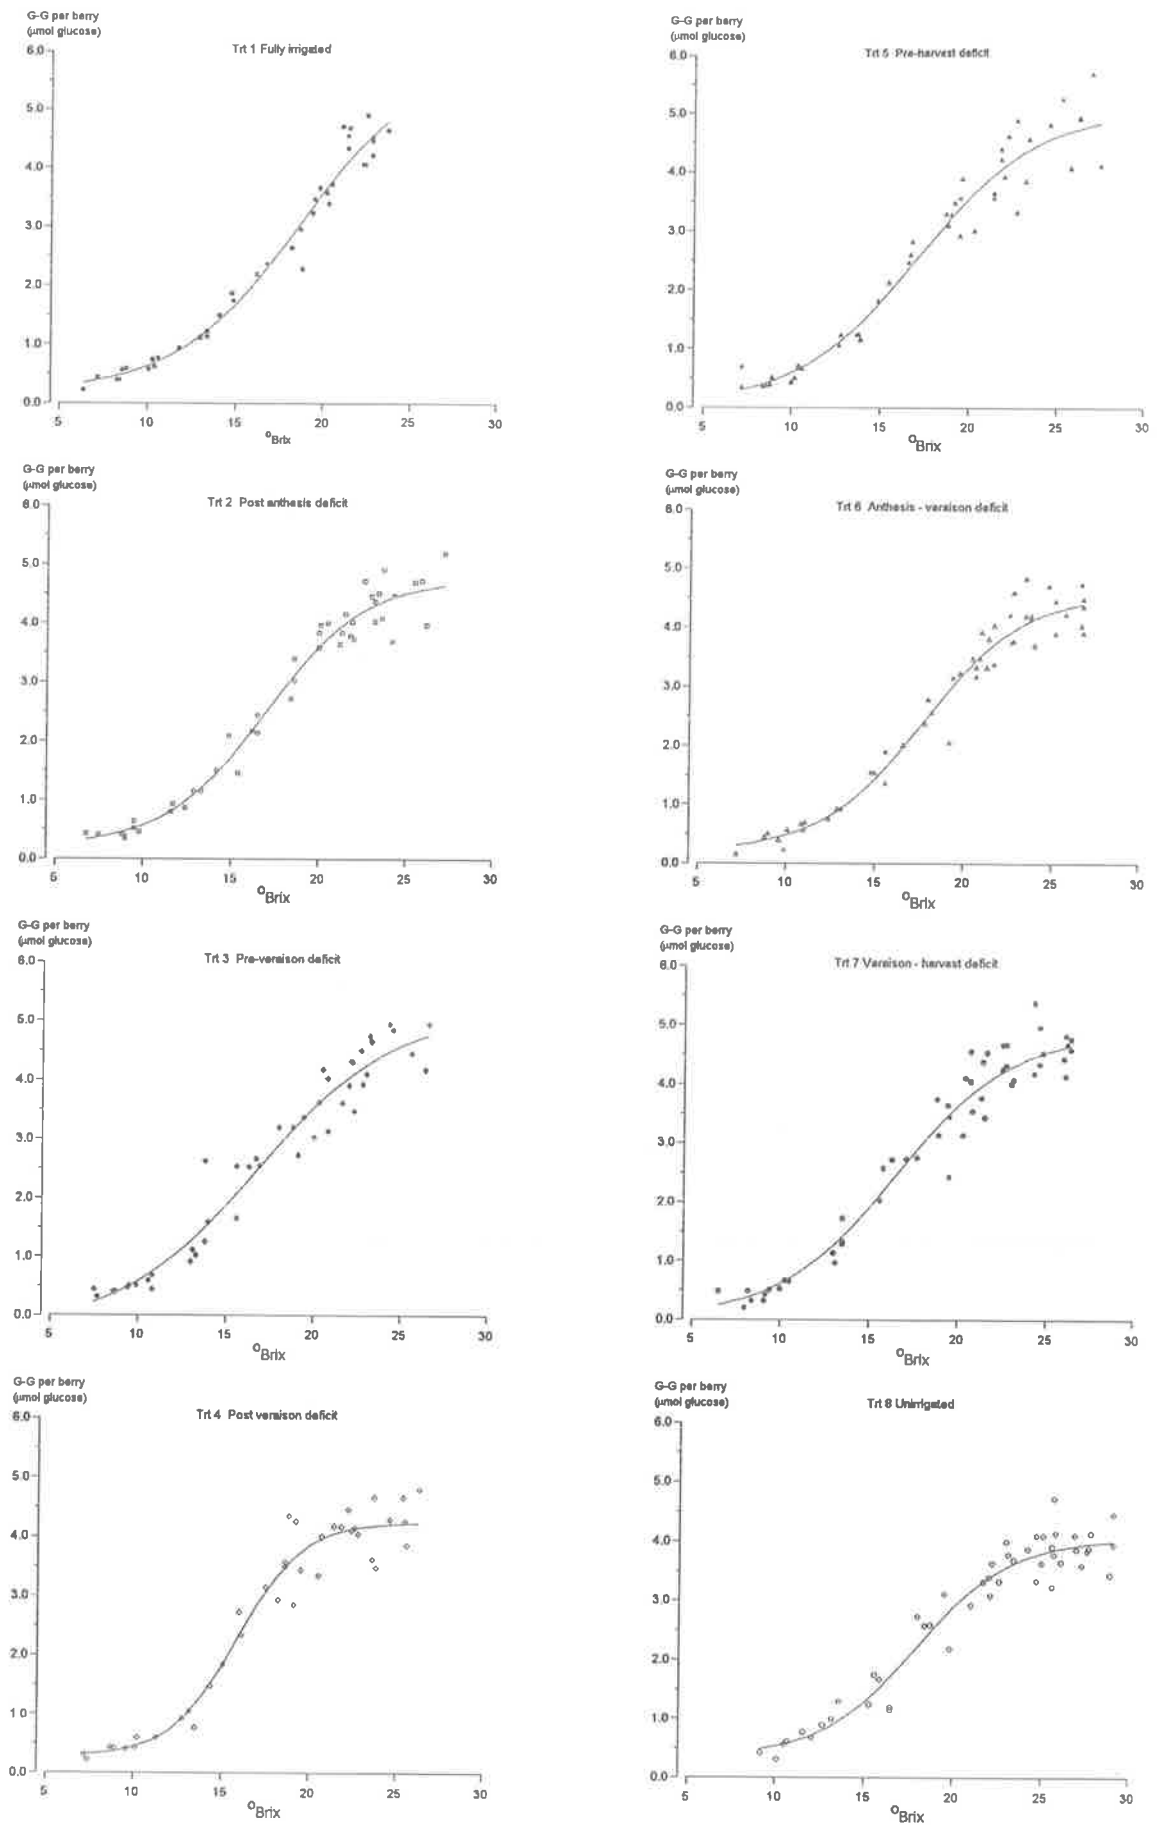 G-G per berry
(µmol glucose)
Trt 1 Fully irrigated
6.0
5.0
4.0
3.0
2.0
1.0
0.0
5 10 15 20 25 30
°Brix
G-G per berry
(µmol glucose)
Trt 2 Post anthesis deficit
6.0
5.0
4.0
3.0
2.0
1.0
0.0
5 10 15 20 25 30
°Brix
G-G per berry
(µmol glucose)
Trt 3 Pre-veraison deficit
6.0
5.0
4.0
3.0
2.0
1.0
0.0
5 10 15 20 25 30
°Brix
G-G per berry
(µmol glucose)
Trt 4 Post veraison deficit
6.0
5.0
4.0
3.0
2.0
1.0
0.0
5 10 15 20 25 30
°Brix
G-G per berry
(µmol glucose)
Trt 5 Pre-harvest deficit
6.0
5.0
4.0
3.0
2.0
1.0
0.0
5 10 15 20 25 30
°Brix
G-G per berry
(µmol glucose)
Trt 6 Anthesis - veraison deficit
6.0
5.0
4.0
3.0
2.0
1.0
0.0
5 10 15 20 25 30
°Brix
G-G per berry
(µmol glucose)
Trt 7 Veraison - harvest deficit
6.0
5.0
4.0
3.0
2.0
1.0
0.0
5 10 15 20 25 30
°Brix
G-G per berry
(µmol glucose)
Trt 8 Unirrigated
6.0
5.0
4.0
3.0
2.0
1.0
0.0
5 10 15 20 25 30
°Brix